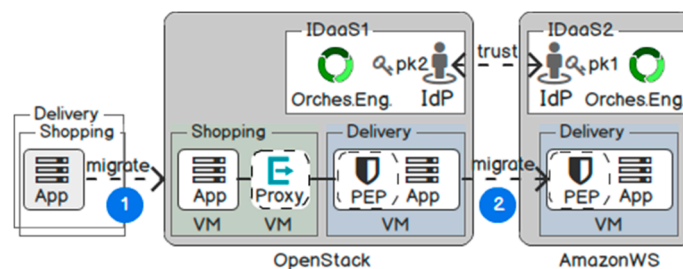 IDaaS1
IDaaS2
pk2
trust
pk1
Orches.Eng.
IdP
IdP
Orches.Eng.
Delivery
Shopping
App
migrate
1
Shopping
App
Proxy
VM
VM
Delivery
PEP
App
VM
migrate
2
Delivery
PEP
App
VM
OpenStack
AmazonWS